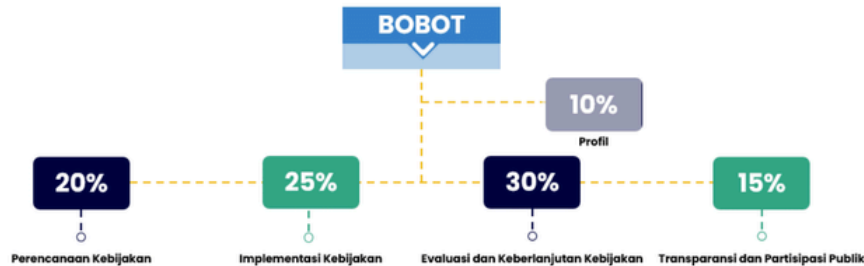 BOBOT
10%
Profil
20%
25%
30%
15%
Perencanaan Kebijakan
Implementasi Kebijakan
Evaluasi dan Keberlanjutan Kebijakan
Transparansi dan Partisipasi Publik